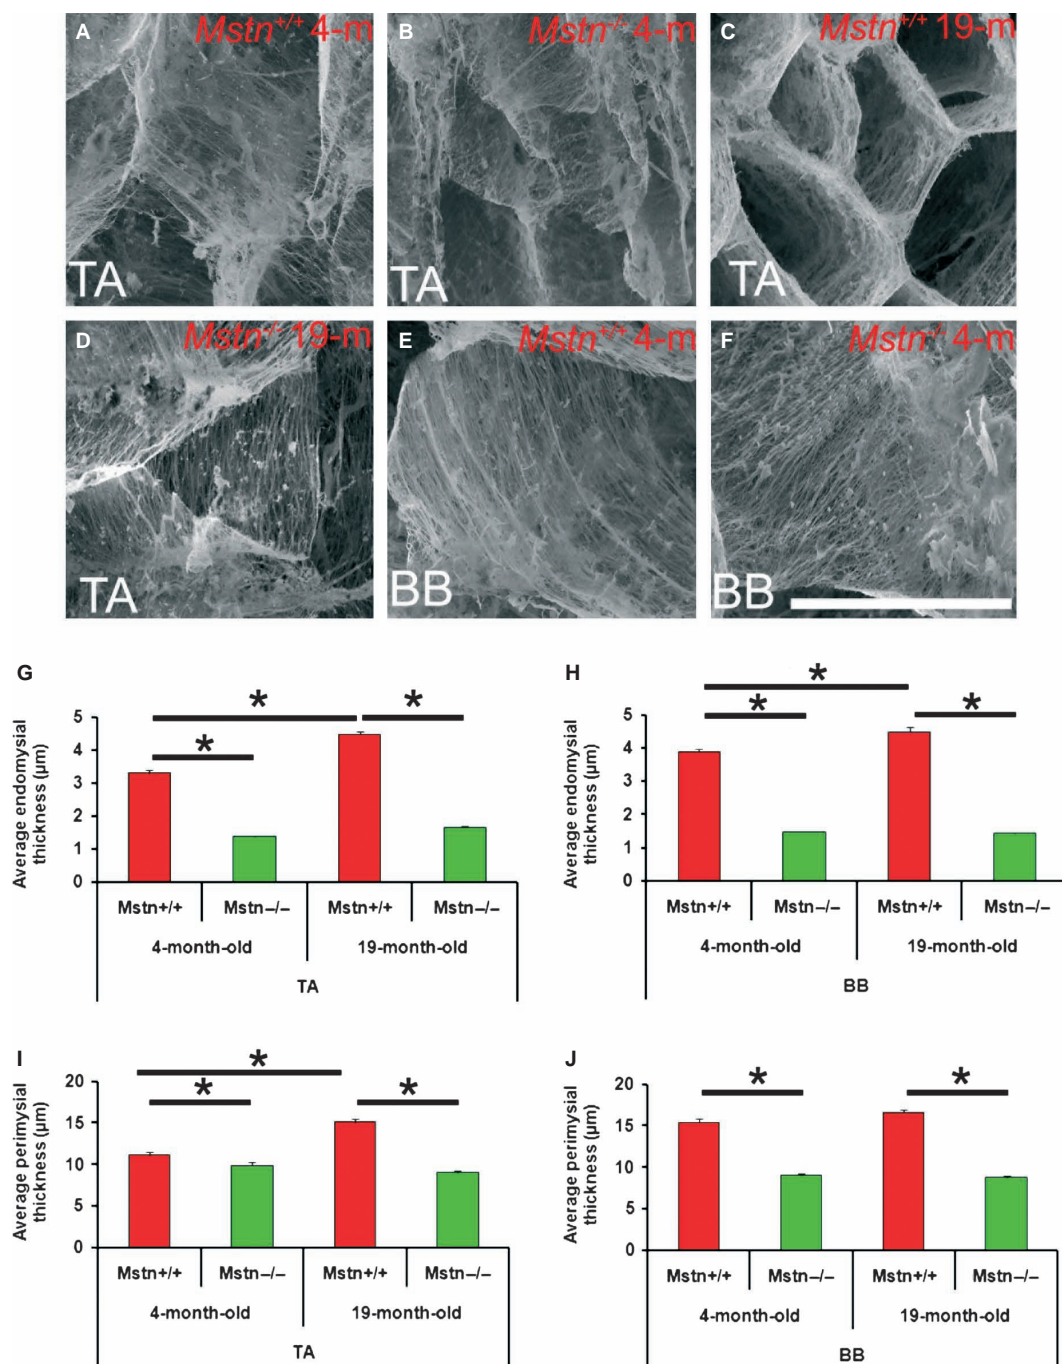 A
Mstn+/+ 4-m
TA
B
Mstn-/- 4-m
TA
C
Mstn+/+ 19-m
TA
D
Mstn-/- 19-m
TA
E
Mstn+/+ 4-m
BB
F
Mstn-/- 4-m
BB
G
*
*
*
Average endomysial
thickness (µm)
5
4
3
2
1
0
Mstn+/+ Mstn–/– Mstn+/+ Mstn–/–
4-month-old 19-month-old
TA
H
*
*
*
Average endomysial
thickness (µm)
5
4
3
2
1
0
Mstn+/+ Mstn–/– Mstn+/+ Mstn–/–
4-month-old 19-month-old
BB
I
*
*
*
Average perimysial
thickness (µm)
20
15
10
5
0
Mstn+/+ Mstn–/– Mstn+/+ Mstn–/–
4-month-old 19-month-old
TA
J
*
*
Average perimysial
thickness (µm)
20
15
10
5
0
Mstn+/+ Mstn–/– Mstn+/+ Mstn–/–
4-month-old 19-month-old
BB